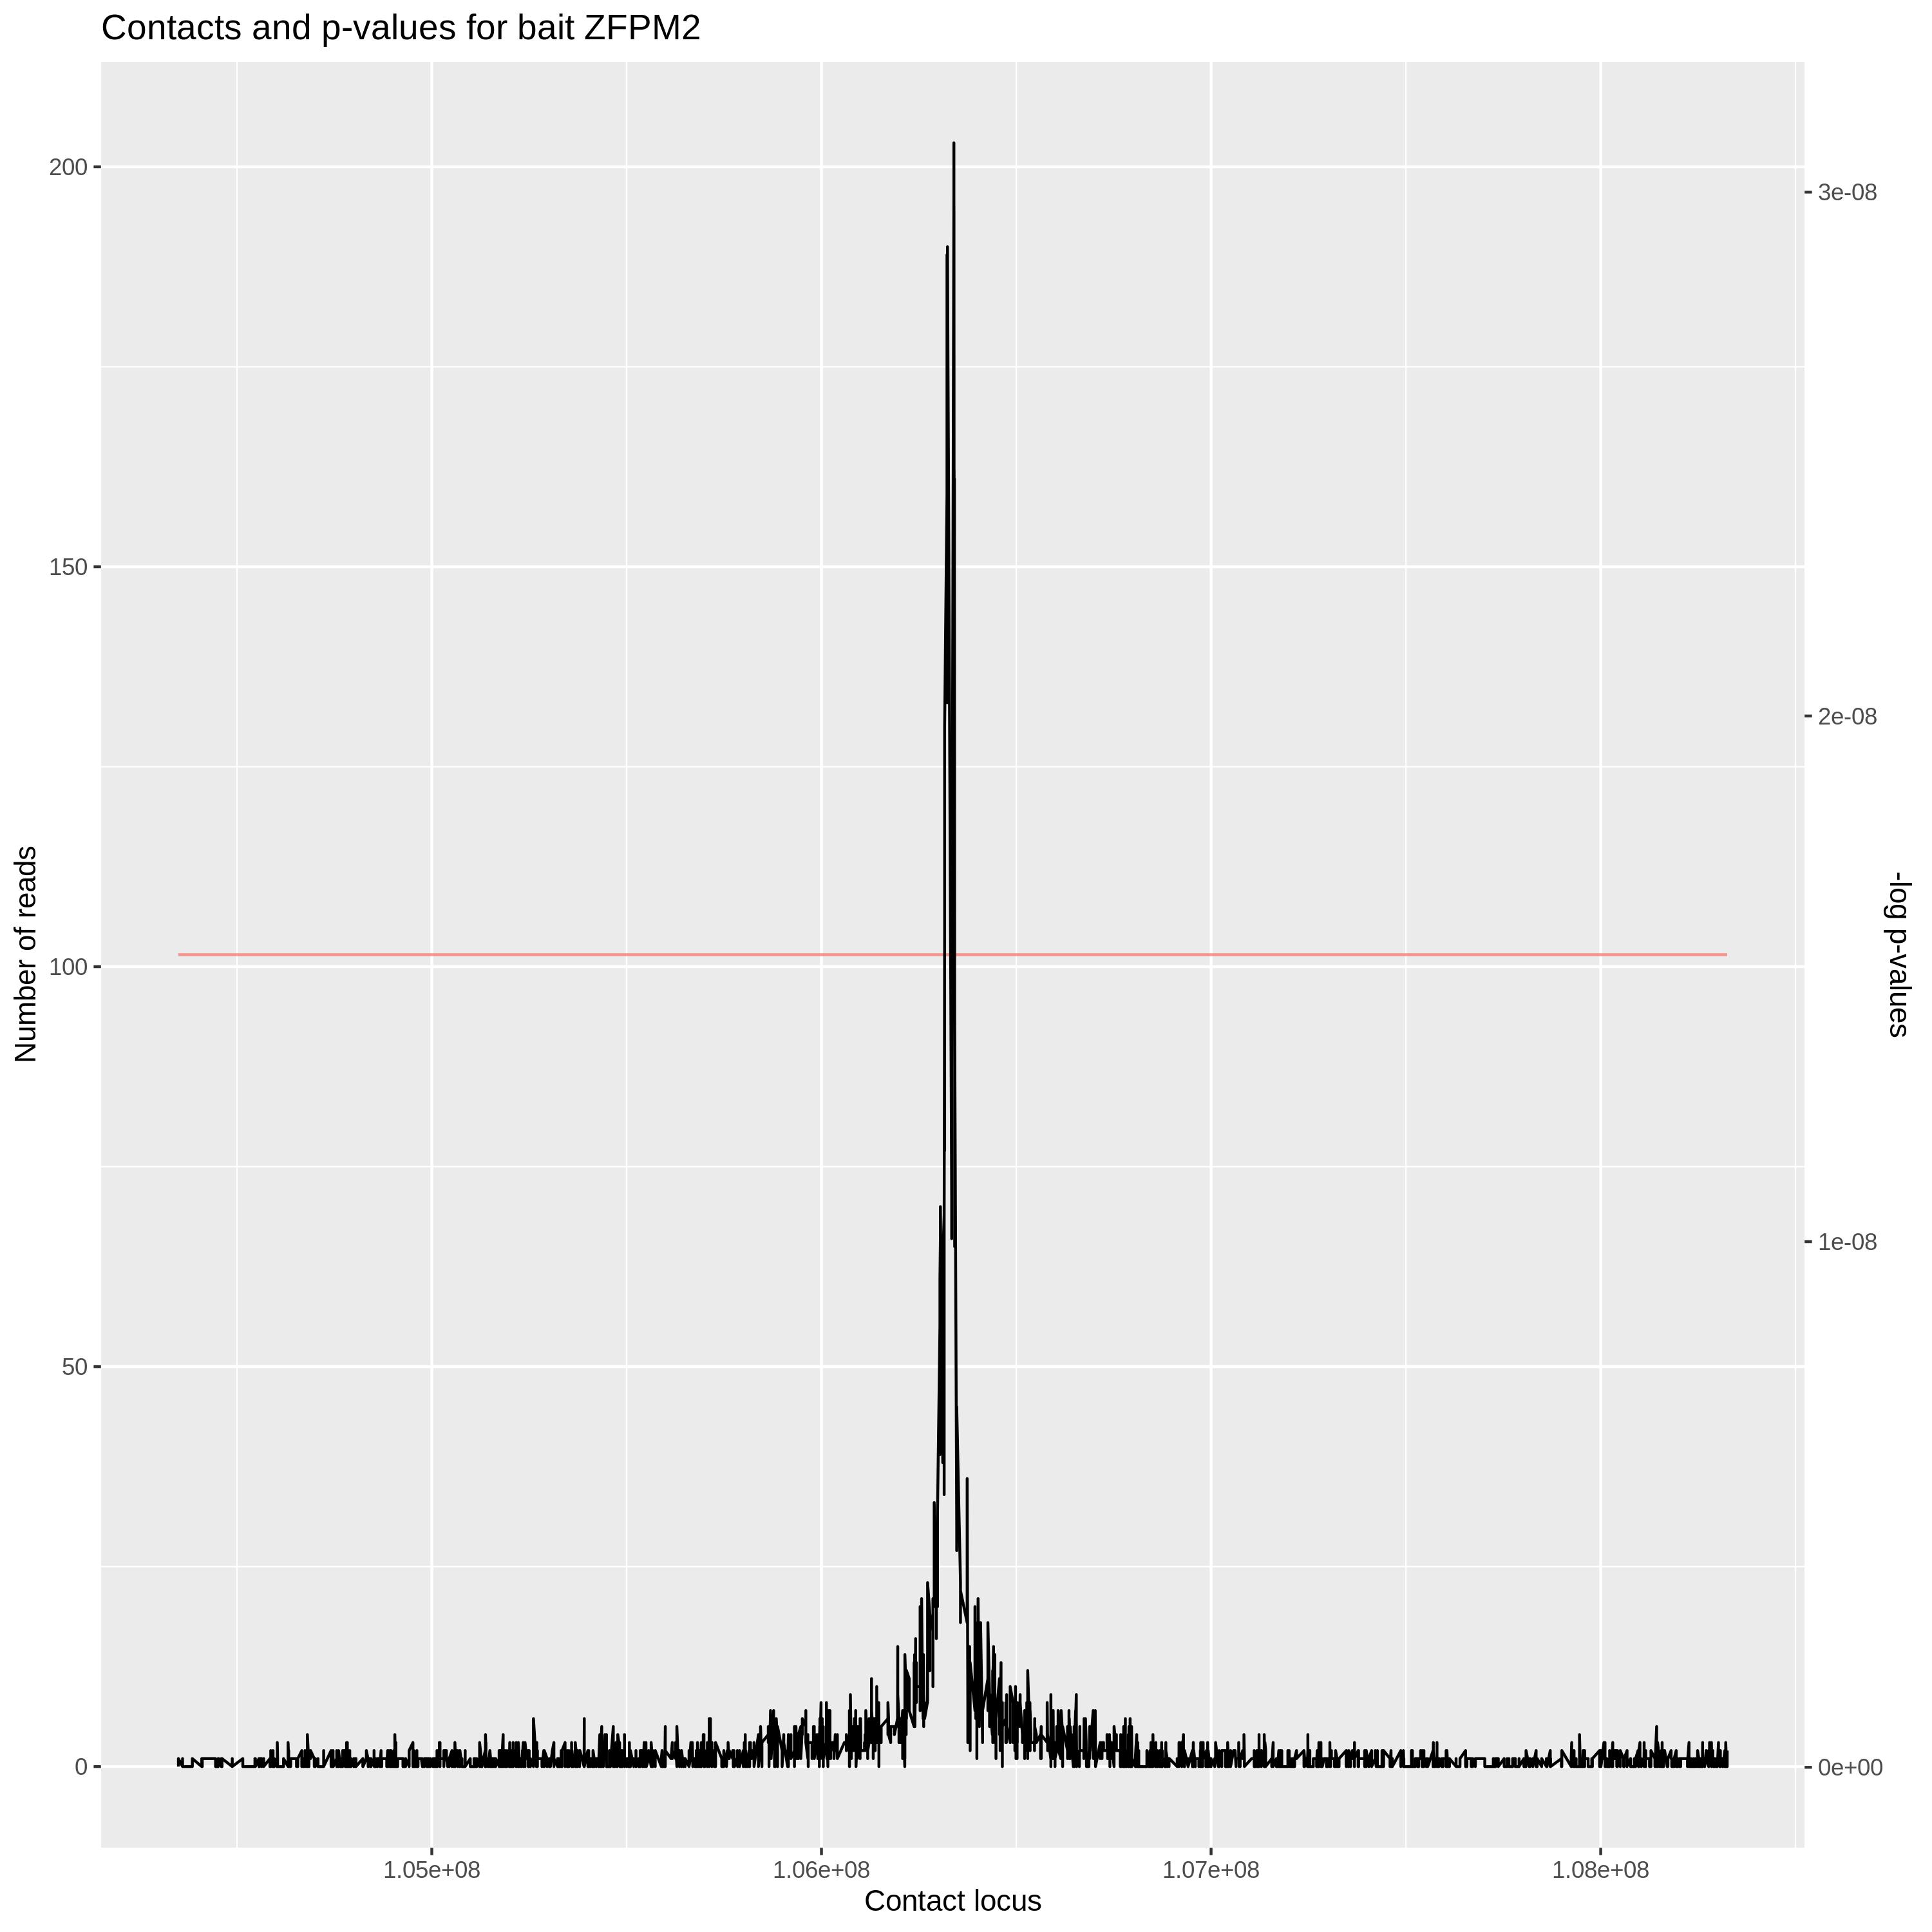 Contacts and p-values for bait ZFPM2
200
150
100
50
0
Number of reads
3e-08
2e-08
1e-08
0e+00
-log p-values
1.05e+08
1.06e+08
1.07e+08
1.08e+08
Contact locus